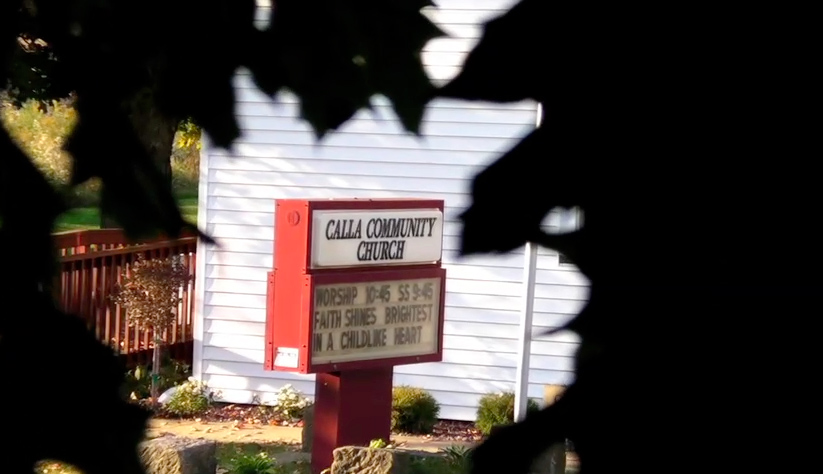 CALLA COMMUNITY
CHURCH
WORSHIP 10:45 SS 9:45
FAITH SHINES BRIGHTEST
IN A CHILDLIKE HEART